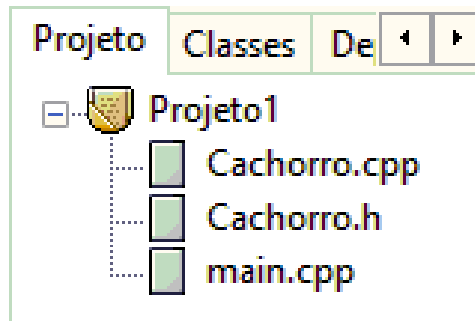 Projeto Classes De
Projeto1
Cachorro.cpp
Cachorro.h
main.cpp